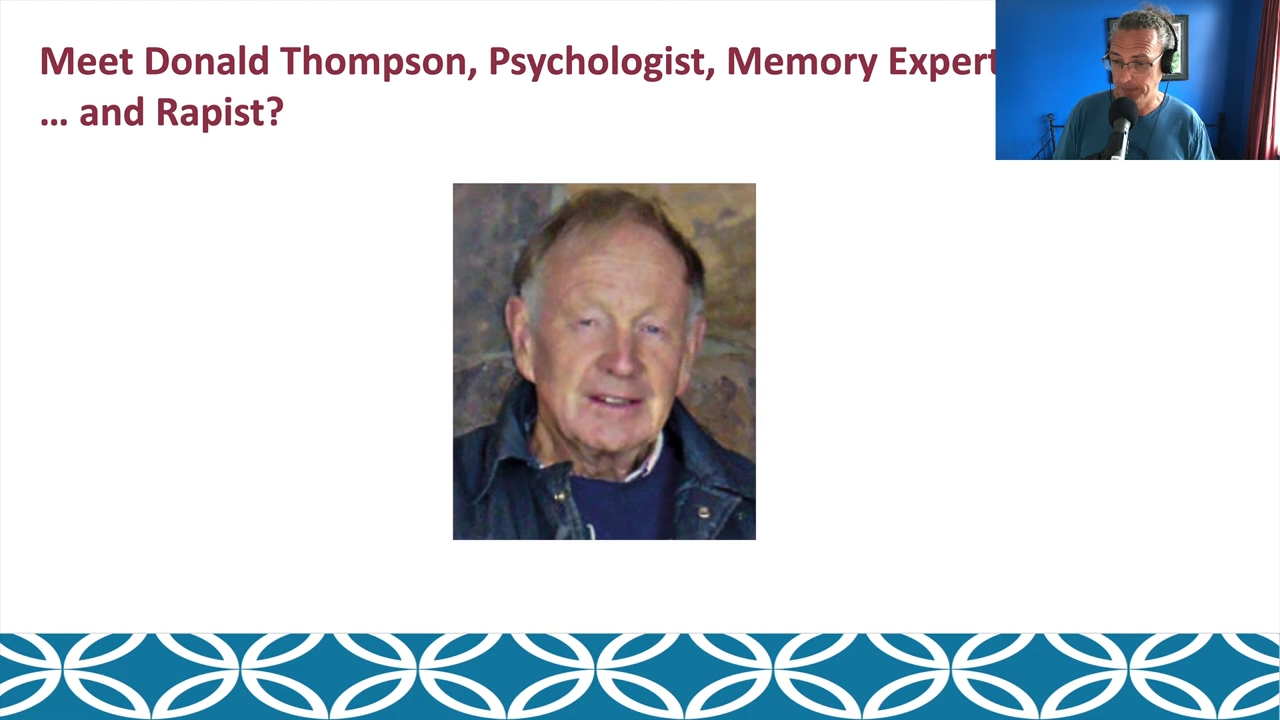 Meet Donald Thompson, Psychologist, Memory Expert
... and Rapist?